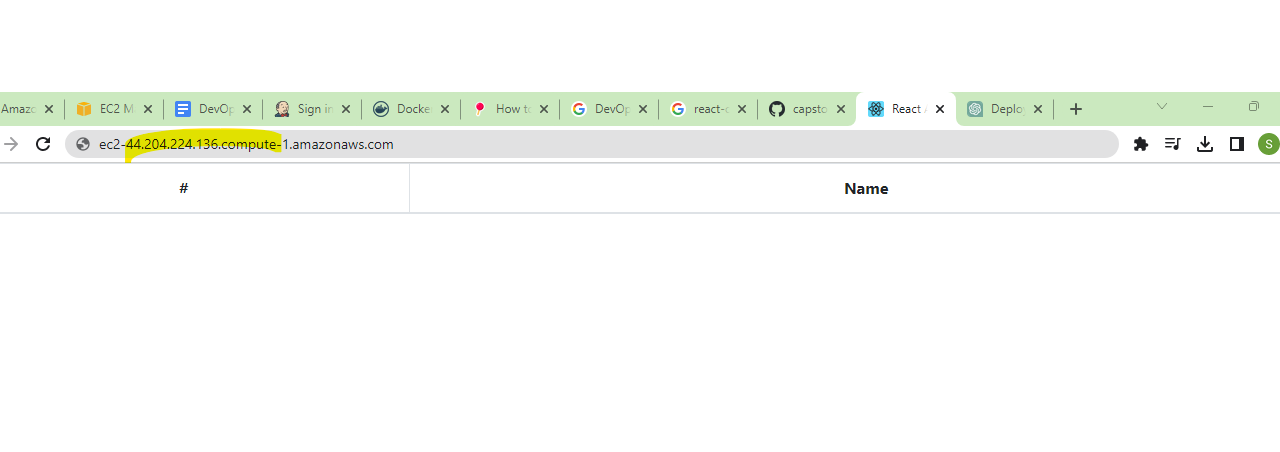 Amazo EC2 M DevOp Sign in Docke How to DevOp react-c capsto React A Deploy
ec2-44.204.224.136.compute-1.amazonaws.com S
# Name